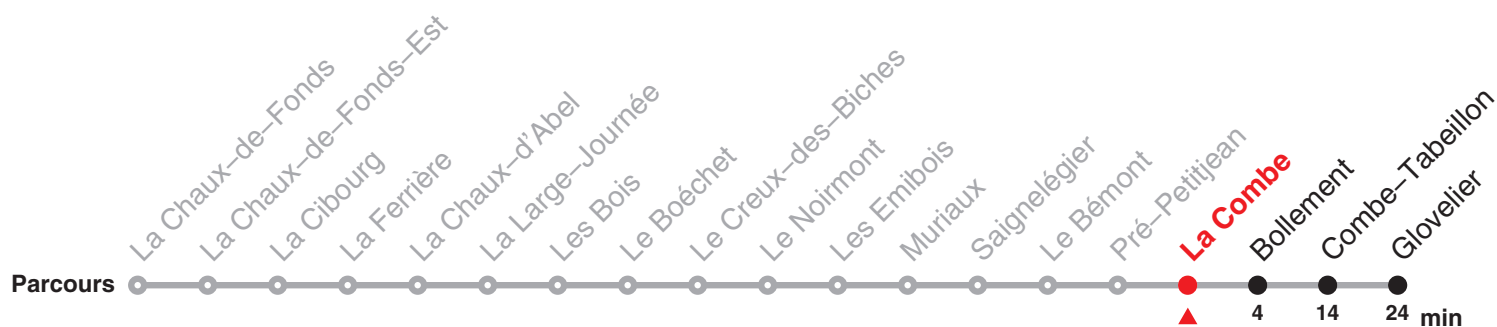 La Chaux–de–Fonds
La Chaux–de–Fonds–Est
La Cibourg
La Ferrière
La Chaux–d'Abel
La Large–Journée
Les Bois
Le Boéchet
Le Creux–des–Biches
Le Noirmont
Les Emibois
Muriaux
Saignelégier
Le Bémont
Pré–Petitjean
La Combe
Bollement
Combe–Tabeillon
Glovelier
Parcours
4 14 24 min